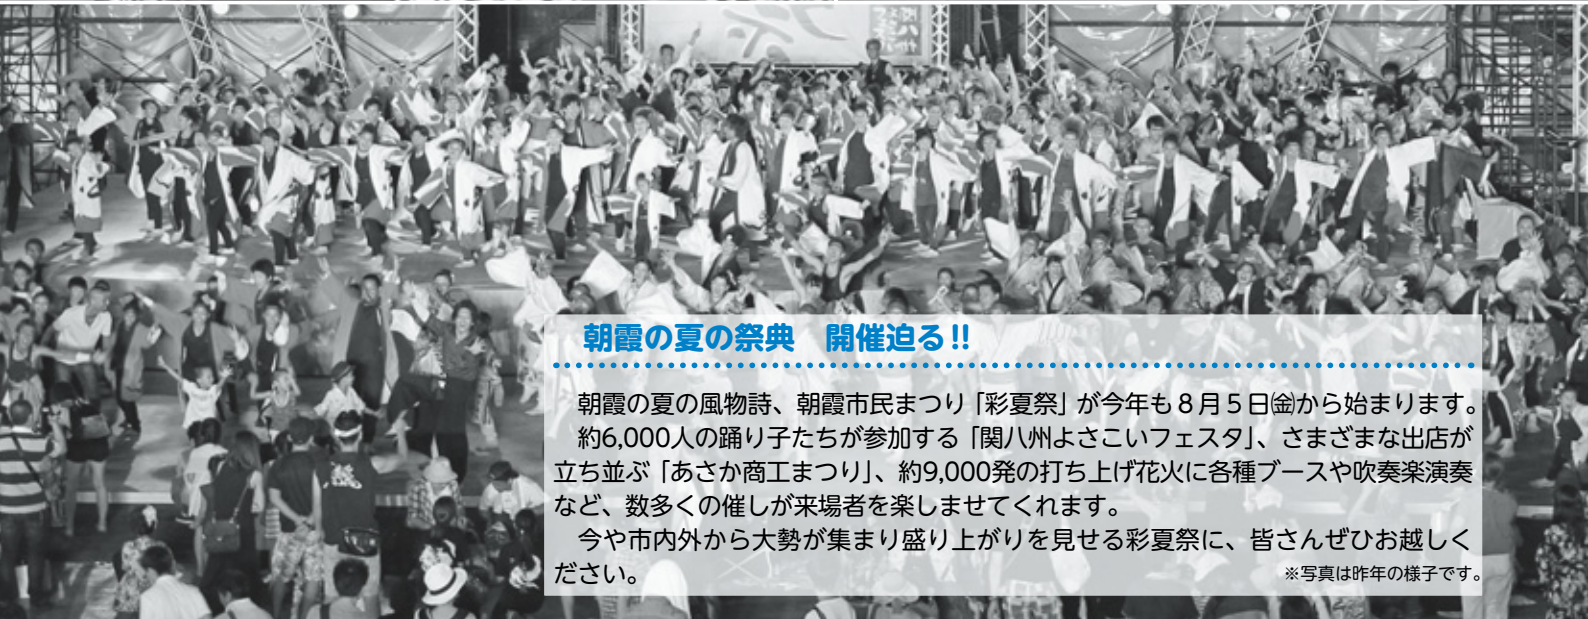 朝霞の夏の祭典　開催迫る!!
朝霞の夏の風物詩、朝霞市民まつり「彩夏祭」が今年も８月５日㈮から始まります。
約6,000人の踊り子たちが参加する「関八州よさこいフェスタ」、さまざまな出店が
立ち並ぶ「あさか商工まつり」、約9,000発の打ち上げ花火に各種ブースや吹奏楽演奏
など、数多くの催しが来場者を楽しませてくれます。
今や市内外から大勢が集まり盛り上がりを見せる彩夏祭に、皆さんぜひお越しく
ださい。
※写真は昨年の様子です。